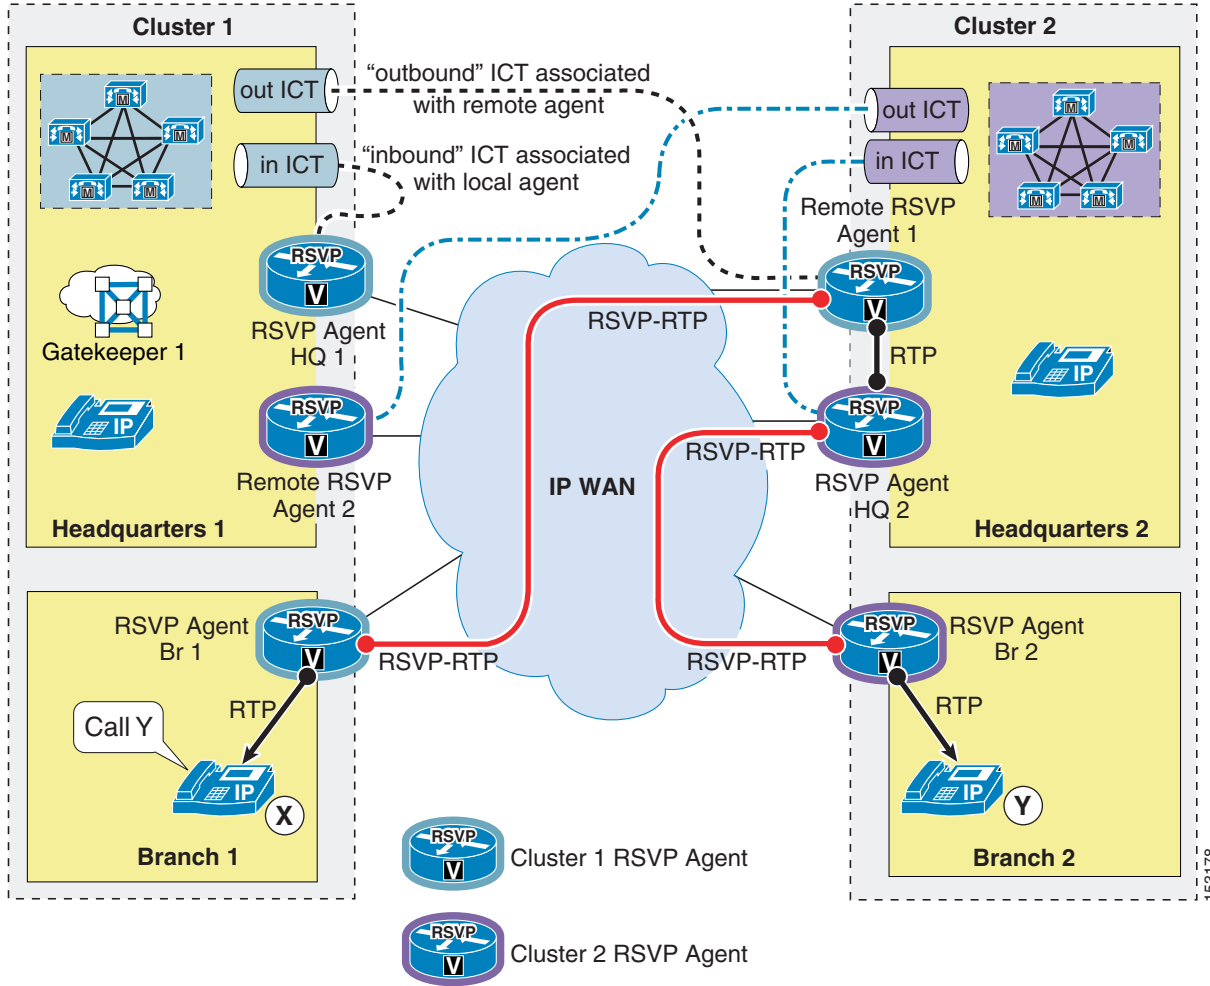 Cluster 1
Cluster 2
out ICT
"outbound" ICT associated
with remote agent
out ICT
M
M
M
M
M
in ICT
"inbound" ICT associated
with local agent
in ICT
M
M
M
M
M
Remote RSVP
Agent 1
RSVP
V
RSVP
V
Gatekeeper 1
RSVP Agent
HQ 1
RSVP-RTP
RTP
IP
IP
RSVP
V
RSVP
V
RSVP-RTP
Remote RSVP
Agent 2
IP WAN
RSVP Agent
HQ 2
Headquarters 1
Headquarters 2
RSVP Agent
Br 1
RSVP
V
RSVP-RTP
RSVP-RTP
RSVP
V
RSVP Agent
Br 2
RTP
RTP
Call Y
IP
X
IP
Y
Branch 1
Branch 2
RSVP
V
Cluster 1 RSVP Agent
RSVP
V
Cluster 2 RSVP Agent